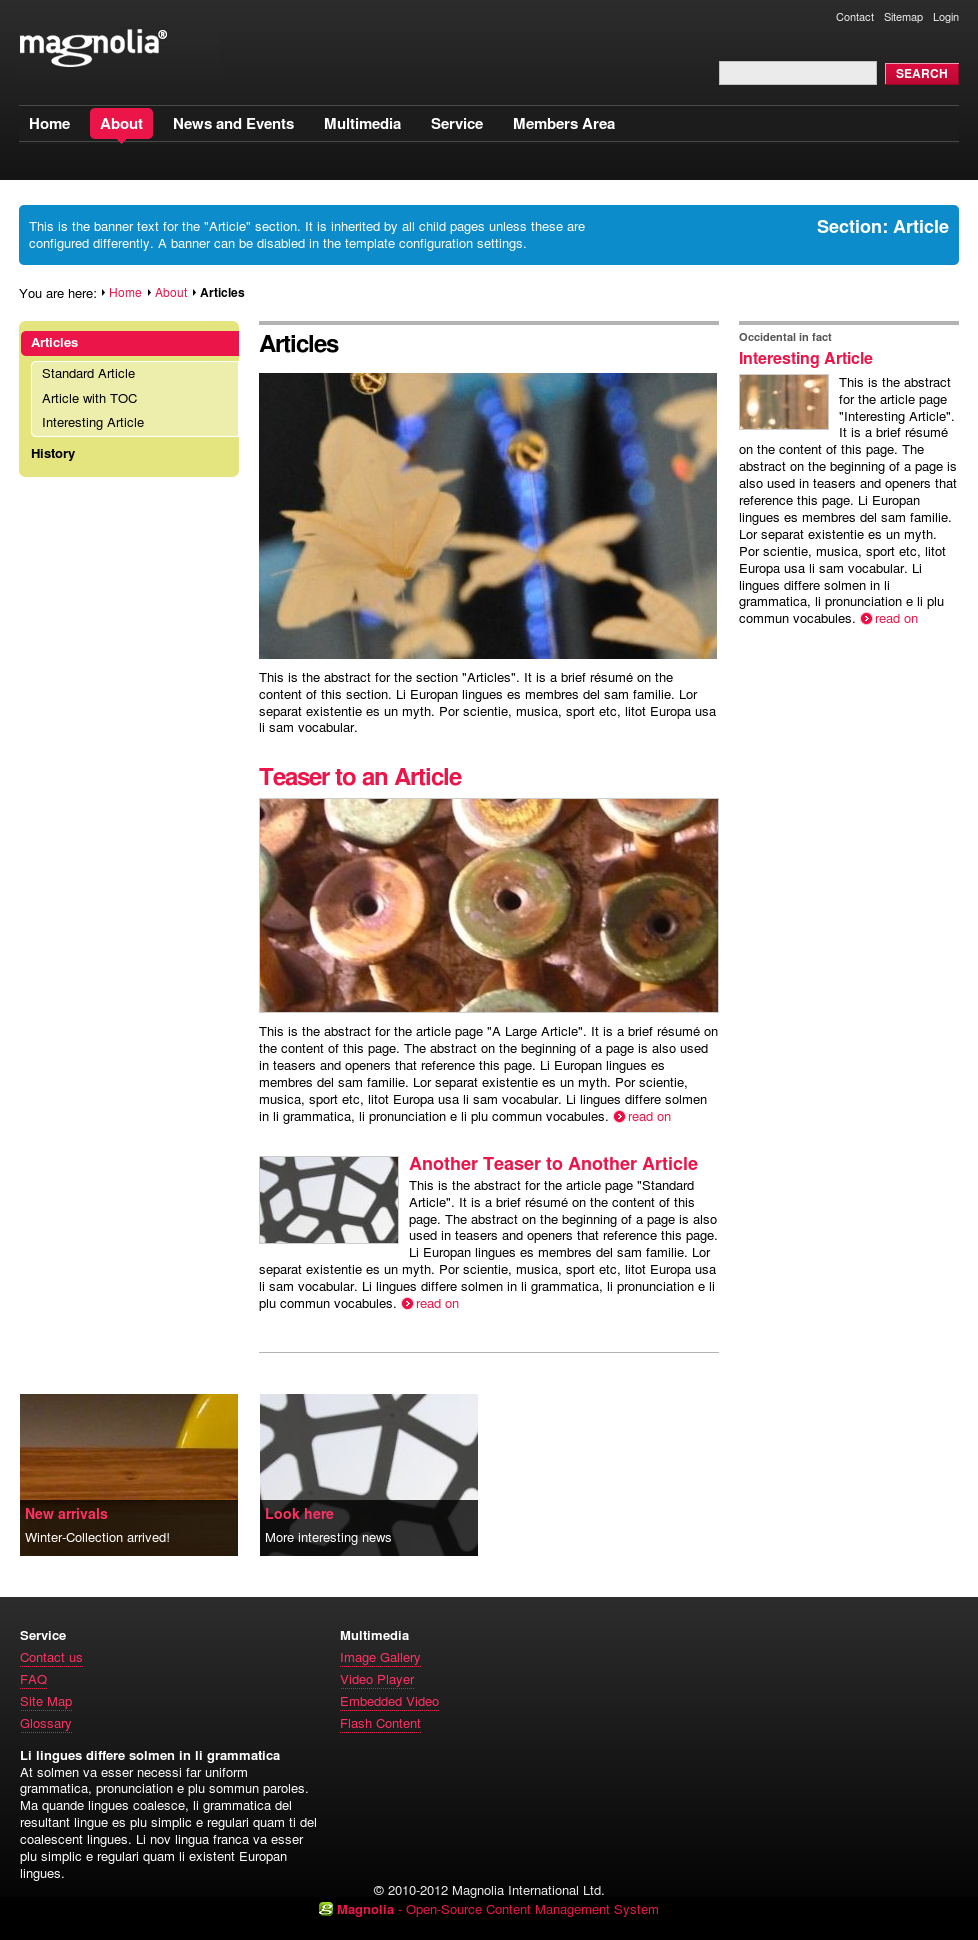 Contact Sitemap Login
magnolia®
SEARCH
Home About News and Events Multimedia Service Members Area
This is the banner text for the "Article" section. It is inherited by all child pages unless these are
configured differently. A banner can be disabled in the template configuration settings.
Section: Article
You are here: Home About Articles
Articles
Standard Article
Article with TOC
Interesting Article
History
Articles
This is the abstract for the section "Articles". It is a brief résumé on the
content of this section. Li Europan lingues es membres del sam familie. Lor
separat existentie es un myth. Por scientie, musica, sport etc, litot Europa usa
li sam vocabular.
Teaser to an Article
This is the abstract for the article page "A Large Article". It is a brief résumé on
the content of this page. The abstract on the beginning of a page is also used
in teasers and openers that reference this page. Li Europan lingues es
membres del sam familie. Lor separat existentie es un myth. Por scientie,
musica, sport etc, litot Europa usa li sam vocabular. Li lingues differe solmen
in li grammatica, li pronunciation e li plu commun vocabules. read on
Another Teaser to Another Article
This is the abstract for the article page "Standard
Article". It is a brief résumé on the content of this
page. The abstract on the beginning of a page is also
used in teasers and openers that reference this page.
Li Europan lingues es membres del sam familie. Lor
separat existentie es un myth. Por scientie, musica, sport etc, litot Europa usa
li sam vocabular. Li lingues differe solmen in li grammatica, li pronunciation e li
plu commun vocabules. read on
Occidental in fact
Interesting Article
This is the abstract
for the article page
"Interesting Article".
It is a brief résumé
on the content of this page. The
abstract on the beginning of a page is
also used in teasers and openers that
reference this page. Li Europan
lingues es membres del sam familie.
Lor separat existentie es un myth.
Por scientie, musica, sport etc, litot
Europa usa li sam vocabular. Li
lingues differe solmen in li
grammatica, li pronunciation e li plu
commun vocabules. read on
New arrivals
Winter-Collection arrived!
Look here
More interesting news
Service
Contact us
FAQ
Site Map
Glossary
Multimedia
Image Gallery
Video Player
Embedded Video
Flash Content
Li lingues differe solmen in li grammatica
At solmen va esser necessi far uniform
grammatica, pronunciation e plu sommun paroles.
Ma quande lingues coalesce, li grammatica del
resultant lingue es plu simplic e regulari quam ti del
coalescent lingues. Li nov lingua franca va esser
plu simplic e regulari quam li existent Europan
lingues.
© 2010-2012 Magnolia International Ltd.
Magnolia - Open-Source Content Management System